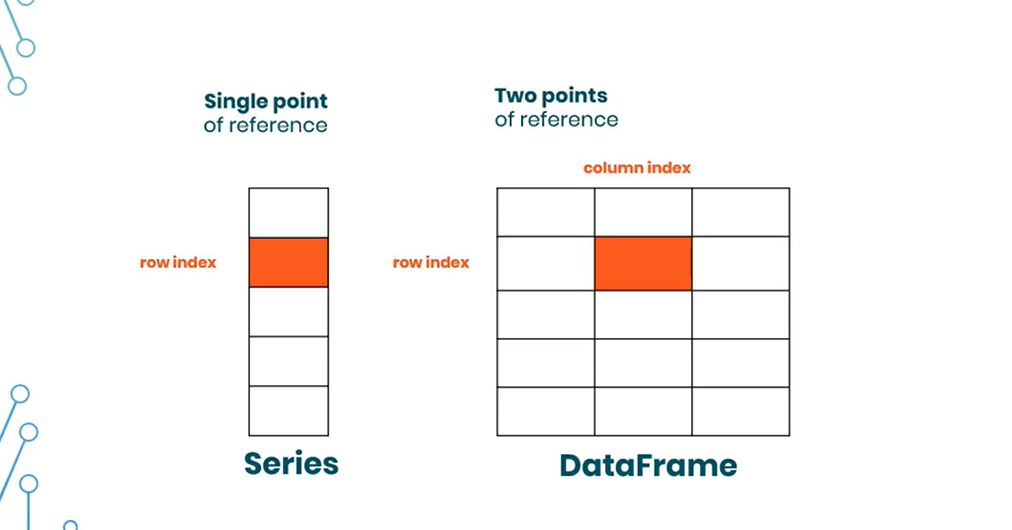 Single point
of reference
Two points
of reference
column index
row index
row index
Series
DataFrame